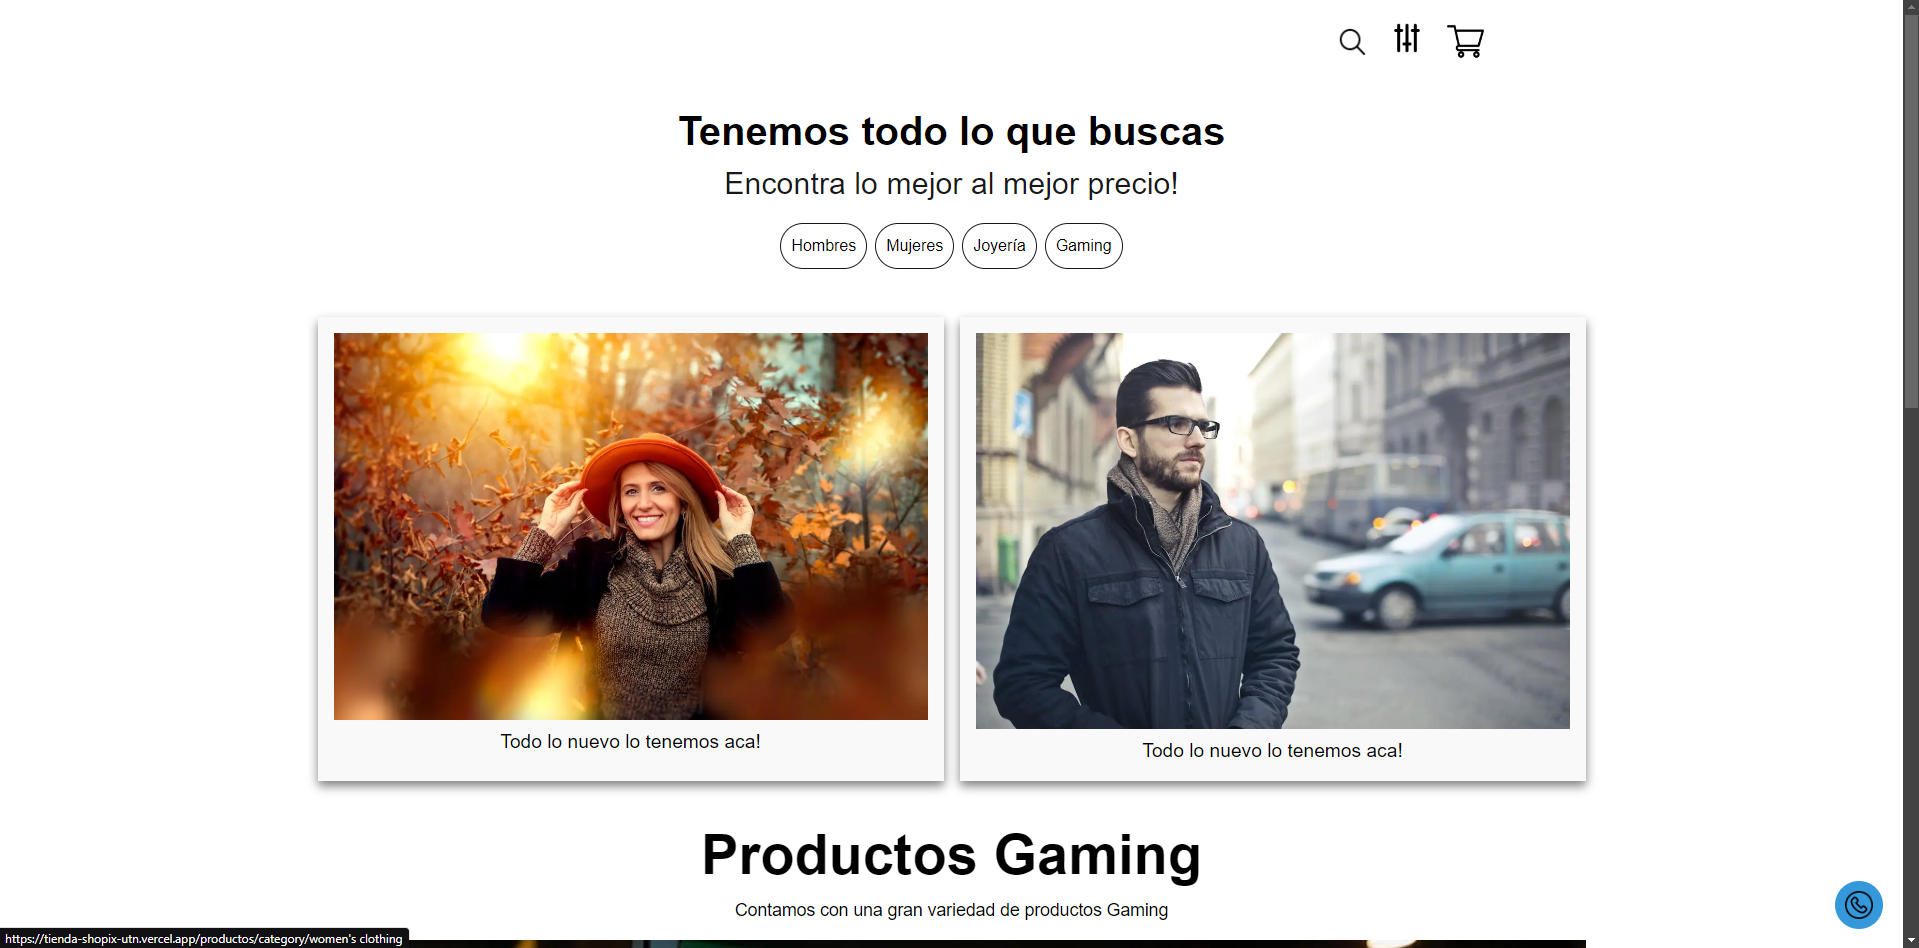 Tenemos todo lo que buscas
Encontra lo mejor al mejor precio!
Hombres
Mujeres
Joyería
Gaming
Todo lo nuevo lo tenemos aca!
Todo lo nuevo lo tenemos aca!
Productos Gaming
Contamos con una gran variedad de productos Gaming
https://tienda-shopix-utn.vercel.app/productos/category/women's clothing